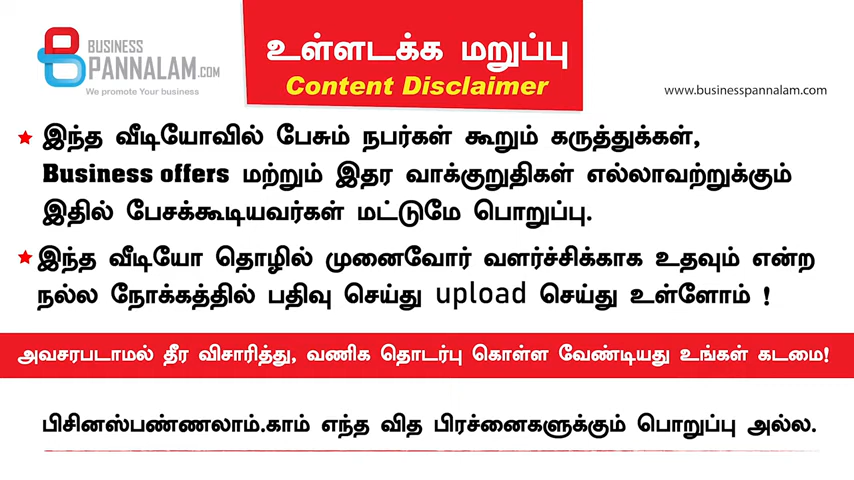 BUSINESS
PANNALAM.COM
We promote Your business
உள்ளடக்க மறுப்பு
Content Disclaimer
www.businesspannalam.com
இந்த வீடியோவில் பேசும் நபர்கள் கூறும் கருத்துக்கள்,
Business offers மற்றும் இதர வாக்குறுதிகள் எல்லாவற்றுக்கும்
இதில் பேசக்கூடியவர்கள் மட்டுமே பொறுப்பு.
இந்த வீடியோ தொழில் முனைவோர் வளர்ச்சிக்காக உதவும் என்ற
நல்ல நோக்கத்தில் பதிவு செய்து upload செய்து உள்ளோம் !
அவசரபடாமல் தீர விசாரித்து, வணிக தொடர்பு கொள்ள வேண்டியது உங்கள் கடமை!
பிசினஸ்பண்ணலாம்.காம் எந்த வித பிரச்னைகளுக்கும் பொறுப்பு அல்ல.